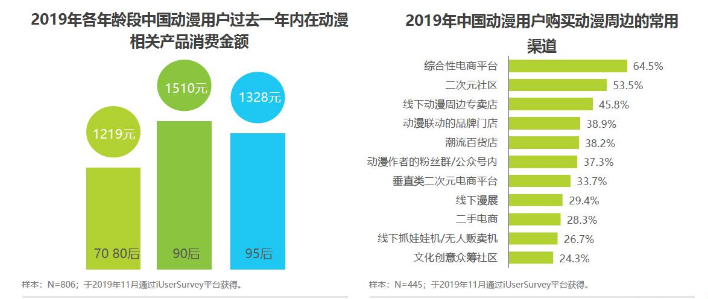 2019年各年龄段中国动漫用户过去一年内在动漫
相关产品消费金额
1219元
1510元
1328元
70 80后
90后
95后
样本：N=806；于2019年11月通过iUserSurvey平台获得。
2019年中国动漫用户购买动漫周边的常用
渠道
综合性电商平台 64.5%
二次元社区 53.5%
线下动漫周边专卖店 45.8%
动漫联动的品牌门店 38.9%
潮流百货店 38.2%
动漫作者的粉丝群/公众号内 37.3%
垂直类二次元电商平台 33.7%
线下漫展 29.4%
二手电商 28.3%
线下抓娃娃机/无人贩卖机 26.7%
文化创意众筹社区 24.3%
样本：N=445；于2019年11月通过iUserSurvey平台获得。